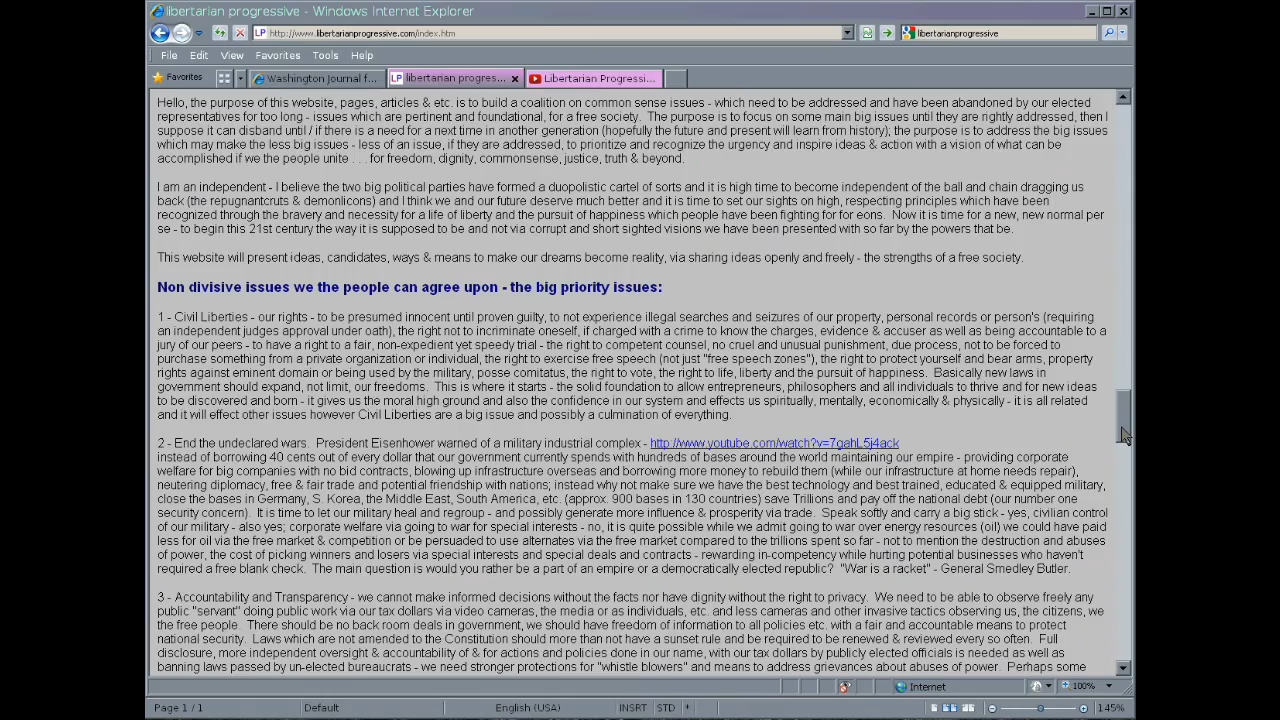 libertarian progressive - Windows Internet Explorer
http://www.libertarianprogressive.com/index.htm
libertarianprogressive
File Edit View Favorites Tools Help
Favorites
Washington Journal f...
libertarian progres...
Libertarian Progressi...
Hello, the purpose of this website, pages, articles & etc. is to build a coalition on common sense issues - which need to be addressed and have been abandoned by our elected
representatives for too long - issues which are pertinent and foundational, for a free society.  The purpose is to focus on some main big issues until they are rightly addressed, then I
suppose it can disband until / if there is a need for a next time in another generation (hopefully the future and present will learn from history); the purpose is to address the big issues
which may make the less big issues - less of an issue, if they are addressed, to prioritize and recognize the urgency and inspire ideas & action with a vision of what can be
accomplished if we the people unite . . . for freedom, dignity, commonsense, justice, truth & beyond.
I am an independent - I believe the two big political parties have formed a duopolistic cartel of sorts and it is high time to become independent of the ball and chain dragging us
back (the repugnantcruts & demonlicons) and I think we and our future deserve much better and it is time to set our sights on high, respecting principles which have been
recognized through the bravery and necessity for a life of liberty and the pursuit of happiness which people have been fighting for for eons.  Now it is time for a new, new normal per
se - to begin this 21st century the way it is supposed to be and not via corrupt and short sighted visions we have been presented with so far by the powers that be.
This website will present ideas, candidates, ways & means to make our dreams become reality, via sharing ideas openly and freely - the strengths of a free society.
Non divisive issues we the people can agree upon - the big priority issues:
1 - Civil Liberties - our rights - to be presumed innocent until proven guilty, to not experience illegal searches and seizures of our property, personal records or person's (requiring
an independent judges approval under oath), the right not to incriminate oneself, if charged with a crime to know the charges, evidence & accuser as well as being accountable to a
jury of our peers - to have a right to a fair, non-expedient yet speedy trial - the right to competent counsel, no cruel and unusual punishment, due process, not to be forced to
purchase something from a private organization or individual, the right to exercise free speech (not just "free speech zones"), the right to protect yourself and bear arms, property
rights against eminent domain or being used by the military, posse comitatus, the right to vote, the right to life, liberty and the pursuit of happiness.  Basically new laws in
government should expand, not limit, our freedoms.  This is where it starts - the solid foundation to allow entrepreneurs, philosophers and all individuals to thrive and for new ideas
to be discovered and born - it gives us the moral high ground and also the confidence in our system and effects us spiritually, mentally, economically & physically - it is all related
and it will effect other issues however Civil Liberties are a big issue and possibly a culmination of everything.
2 - End the undeclared wars.  President Eisenhower warned of a military industrial complex - http://www.youtube.com/watch?v=7gahL5j4ack
instead of borrowing 40 cents out of every dollar that our government currently spends with hundreds of bases around the world maintaining our empire - providing corporate
welfare for big companies with no bid contracts, blowing up infrastructure overseas and borrowing more money to rebuild them (while our infrastructure at home needs repair),
neutering diplomacy, free & fair trade and potential friendship with nations; instead why not make sure we have the best technology and best trained, educated & equipped military,
close the bases in Germany, S. Korea, the Middle East, South America, etc. (approx. 900 bases in 130 countries) save Trillions and pay off the national debt (our number one
security concern).  It is time to let our military heal and regroup - and possibly generate more influence & prosperity via trade.  Speak softly and carry a big stick - yes, civilian control
of our military - also yes; corporate welfare via going to war for special interests - no, it is quite possible while we admit going to war over energy resources (oil) we could have paid
less for oil via the free market & competition or be persuaded to use alternates via the free market compared to the trillions spent so far - not to mention the destruction and abuses
of power, the cost of picking winners and losers via special interests and special deals and contracts - rewarding in-competency while hurting potential businesses who haven't
required a free blank check.  The main question is would you rather be a part of an empire or a democratically elected republic?  "War is a racket" - General Smedley Butler.
3 - Accountability and Transparency - we cannot make informed decisions without the facts nor have dignity without the right to privacy.  We need to be able to observe freely any
public "servant" doing public work via our tax dollars via video cameras, the media or as individuals, etc. and less cameras and other invasive tactics observing us, the citizens, we
the free people.  There should be no back room deals in government, we should have freedom of information to all policies etc. with a fair and accountable means to protect
national security.  Laws which are not amended to the Constitution should more than not have a sunset rule and be required to be renewed & reviewed every so often.  Full
disclosure, more independent oversight & accountability of & for actions and policies done in our name, with our tax dollars by publicly elected officials is needed as well as
banning laws passed by un-elected bureaucrats - we need stronger protections for "whistle blowers" and means to address grievances about abuses of power.  Perhaps some
Internet 100%
Page 1 / 1 Default English (USA) INSRT STD * 145%